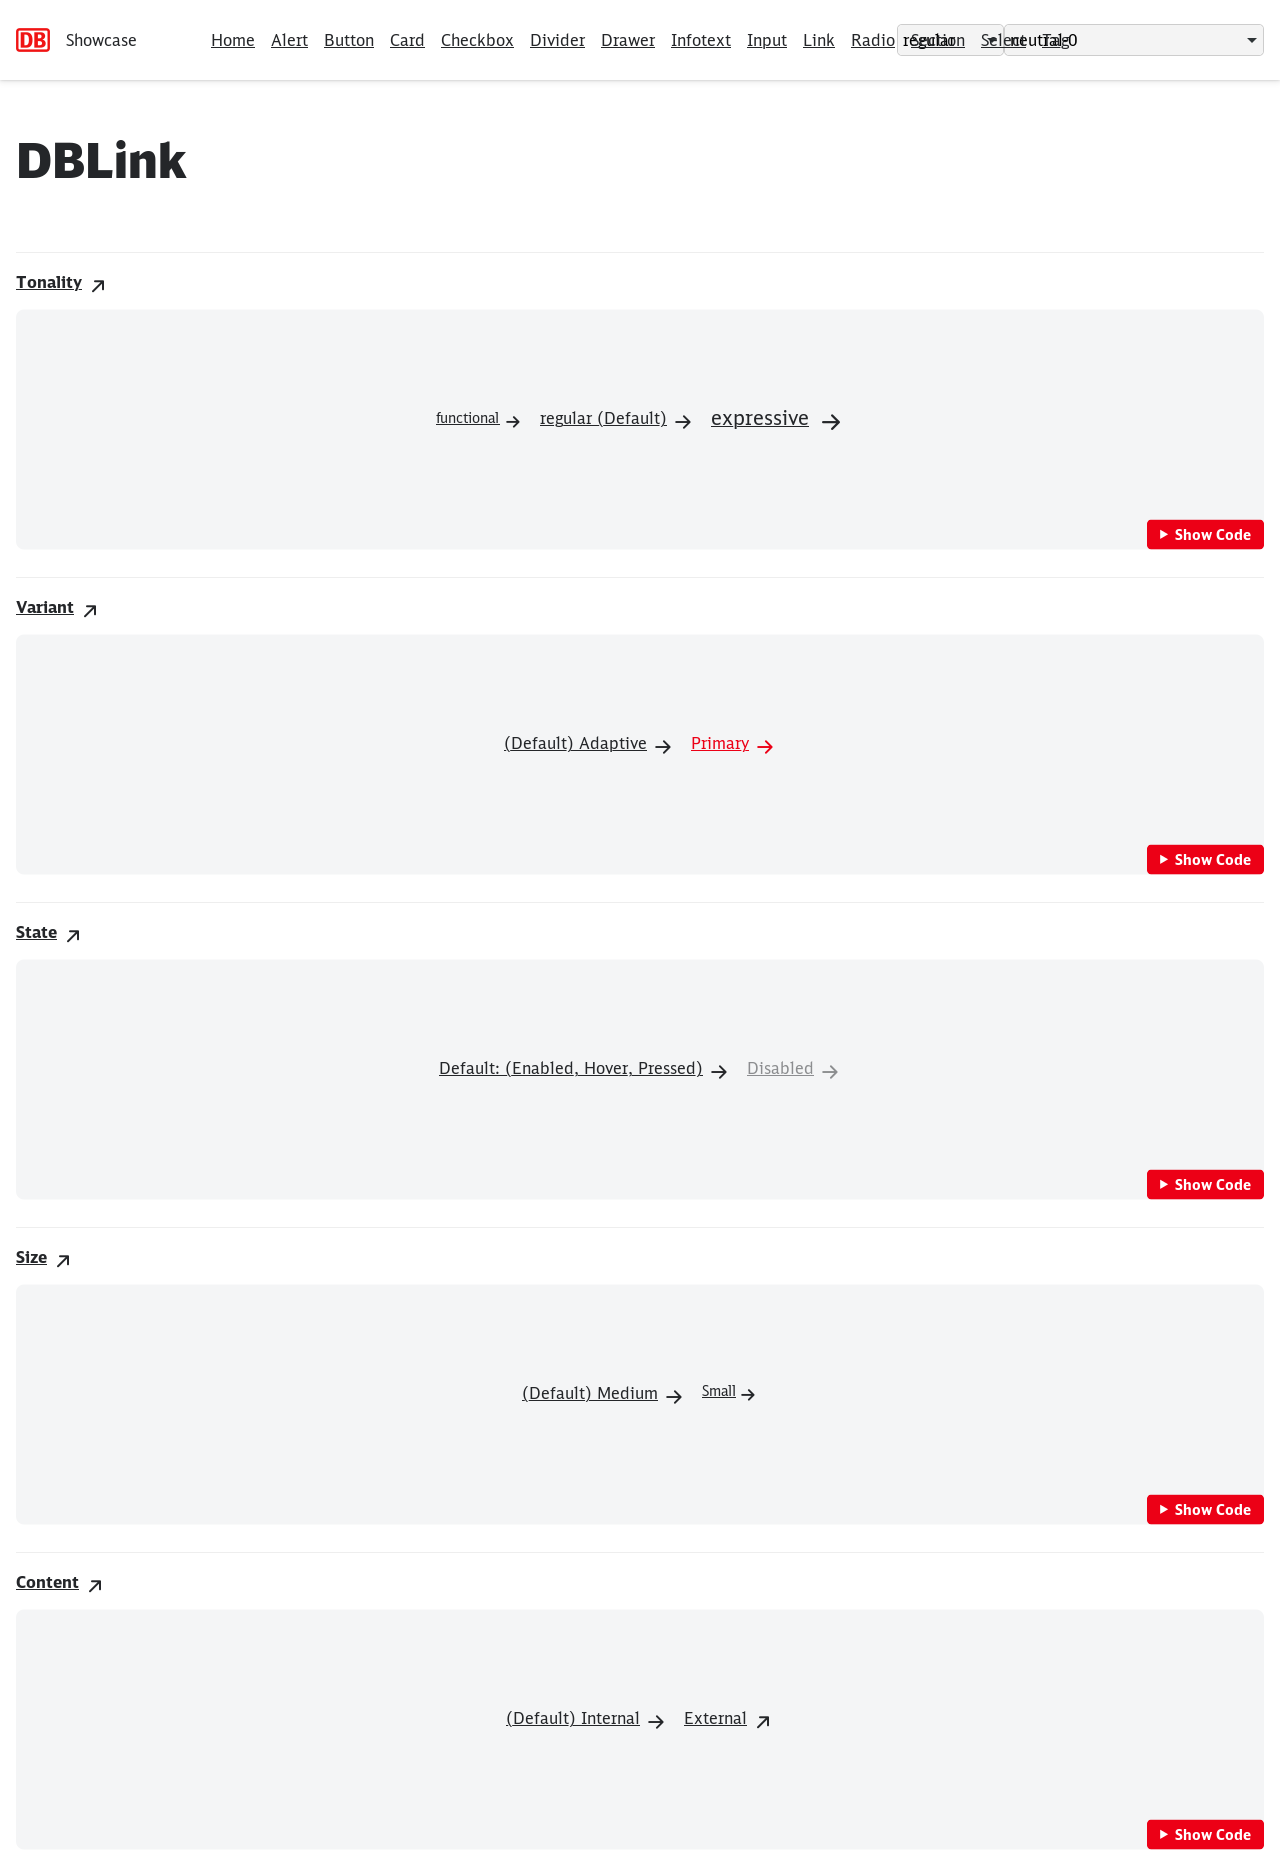 DB Showcase Home Alert Button Card Checkbox Divider Drawer Infotext Input Link Radio Section Select Tag regular neutral-0
DBLink
Tonality
functional regular (Default) expressive
Show Code
Variant
(Default) Adaptive Primary
Show Code
State
Default: (Enabled, Hover, Pressed) Disabled
Show Code
Size
(Default) Medium Small
Show Code
Content
(Default) Internal External
Show Code